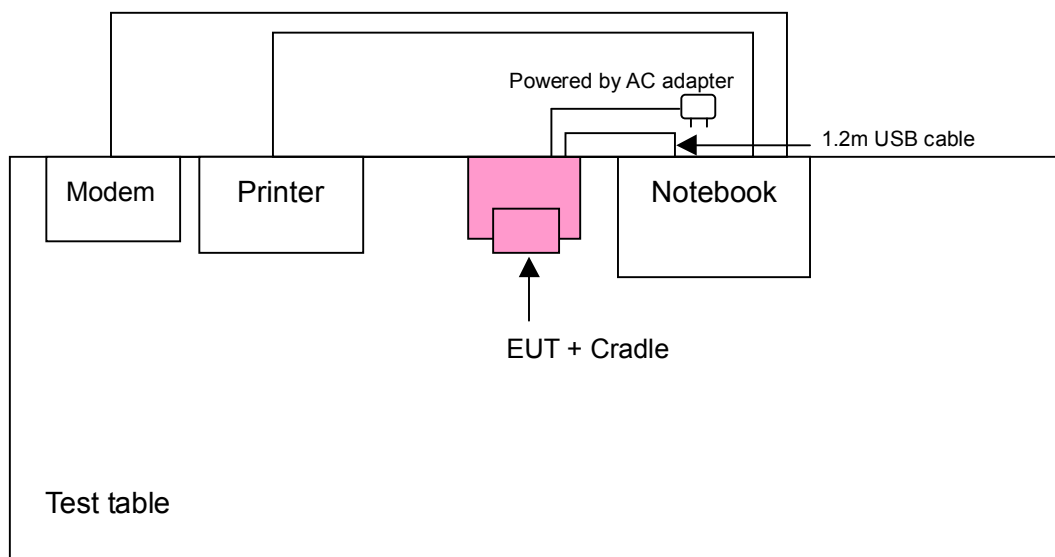 Powered by AC adapter
1.2m USB cable
Modem
Printer
Notebook
EUT + Cradle
Test table